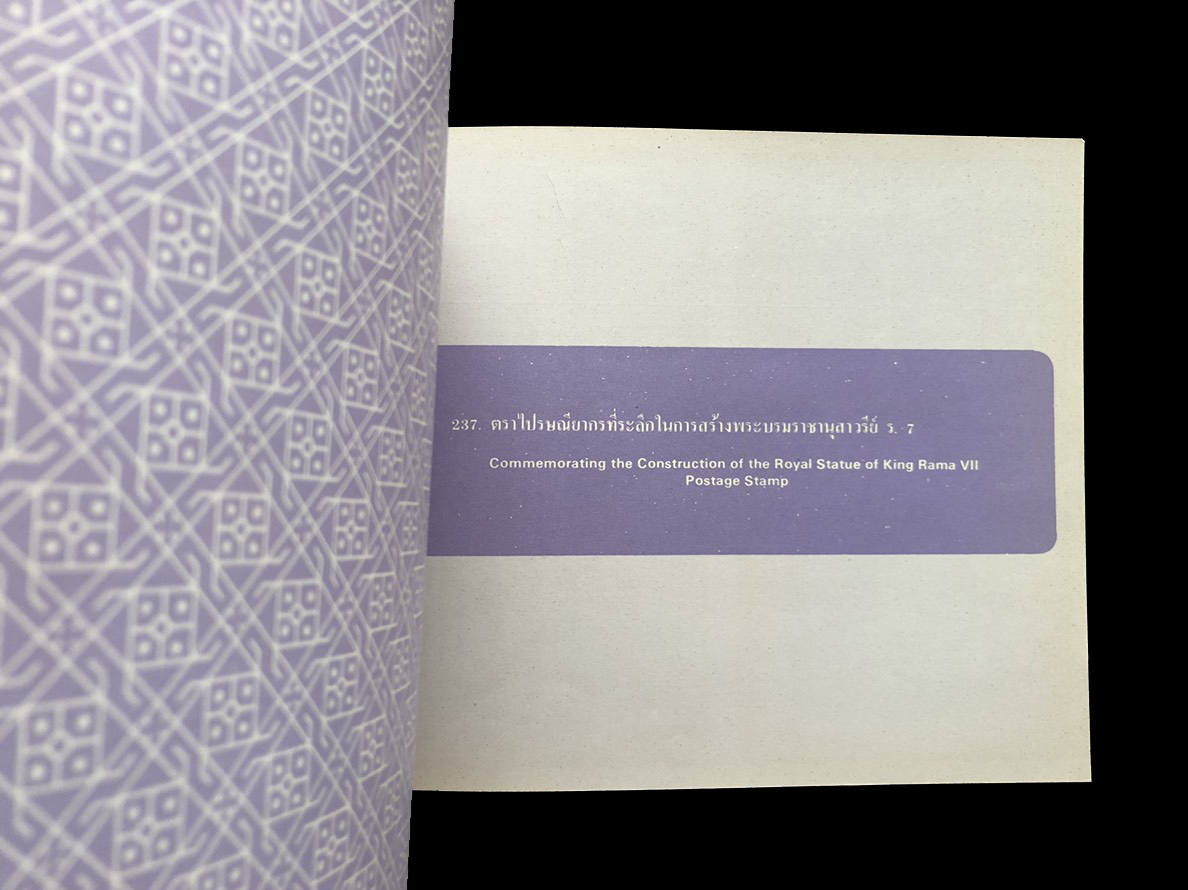 237. ตราไปรษณียากรที่ระลึกในการสร้างพระบรมราชานุสาวรีย์ ร. 7
Commemorating the Construction of the Royal Statue of King Rama VII
Postage Stamp